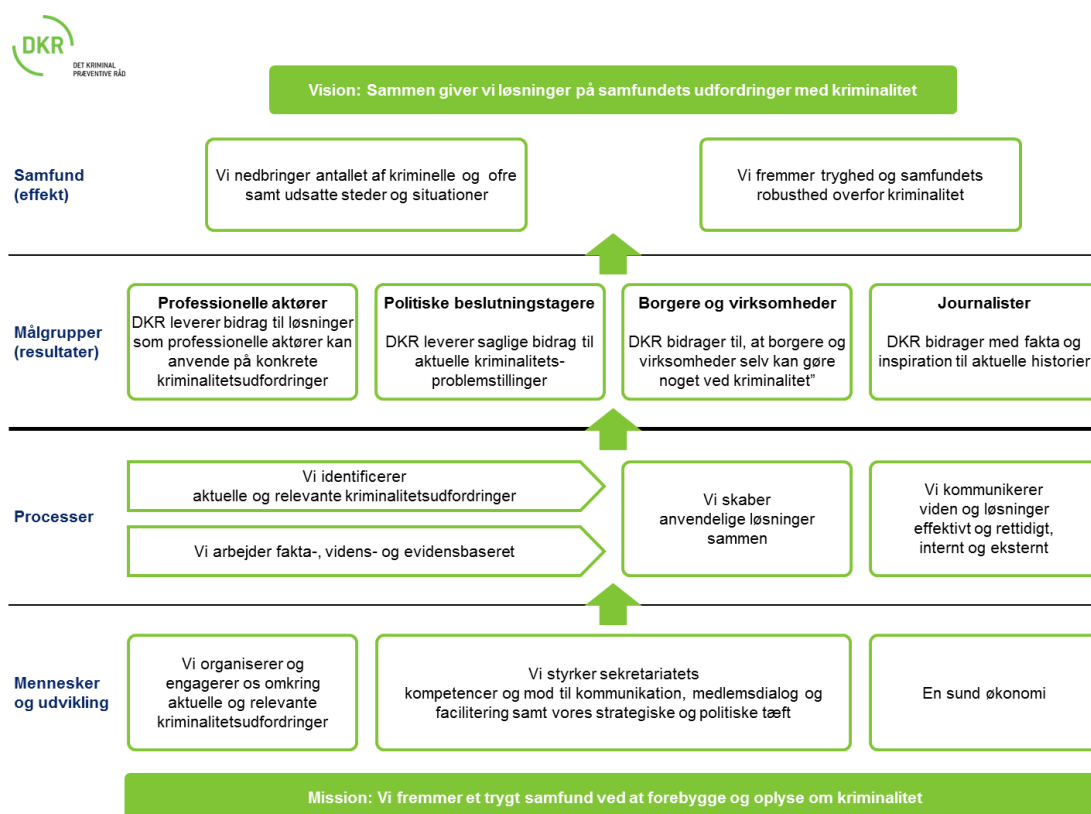 DKR
DET KRIMINAL
PRÆVENTIVE RÅD
Vision: Sammen giver vi løsninger på samfundets udfordringer med kriminalitet
Samfund
(effekt)
Vi nedbringer antallet af kriminelle og ofre
samt udsatte steder og situationer
Vi fremmer tryghed og samfundets
robusthed overfor kriminalitet
Målgrupper
(resultater)
Professionelle aktører
DKR leverer bidrag til løsninger
som professionelle aktører kan
anvende på konkrete
kriminalitetsudfordringer
Politiske beslutningstagere
DKR leverer saglige bidrag til
aktuelle kriminalitets-
problemstillinger
Borgere og virksomheder
DKR bidrager til, at borgere og
virksomheder selv kan gøre
noget ved kriminalitet”
Journalister
DKR bidrager med fakta og
inspiration til aktuelle historier
Processer
Vi identificerer
aktuelle og relevante kriminalitetsudfordringer
Vi arbejder fakta-, videns- og evidensbaseret
Vi skaber
anvendelige løsninger
sammen
Vi kommunikerer
viden og løsninger
effektivt og rettidigt,
internt og eksternt
Mennesker
og udvikling
Vi organiserer og
engagerer os omkring
aktuelle og relevante
kriminalitetsudfordringer
Vi styrker sekretariatets
kompetencer og mod til kommunikation, medlemsdialog og
facilitering samt vores strategiske og politiske tæft
En sund økonomi
Mission: Vi fremmer et trygt samfund ved at forebygge og oplyse om kriminalitet